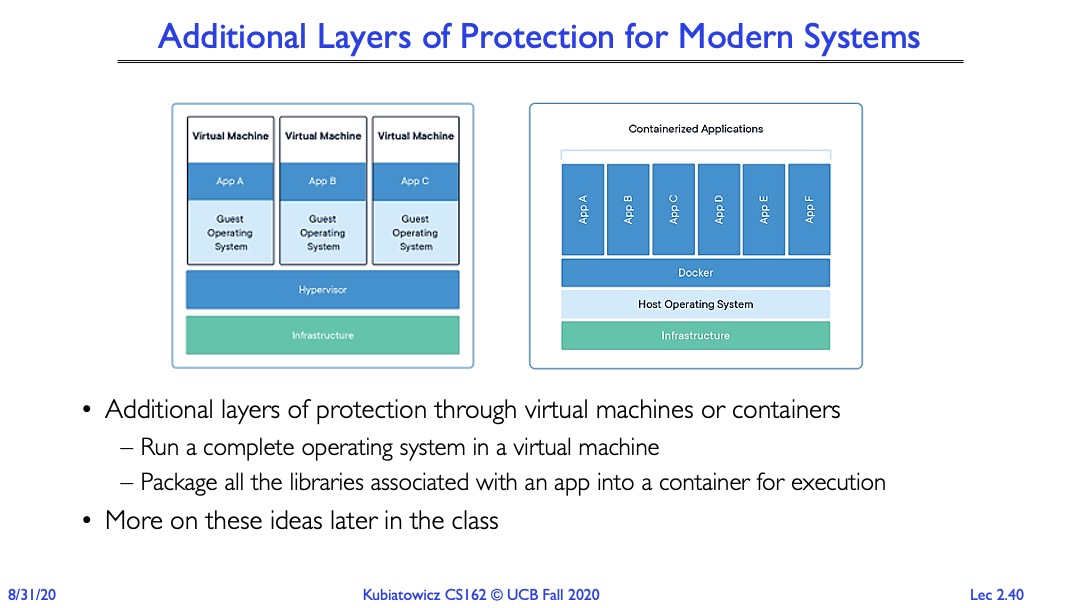 Additional Layers of Protection for Modern Systems
Virtual Machine Virtual Machine Virtual Machine
App A App B App C
Guest Operating System Guest Operating System Guest Operating System
Hypervisor
Infrastructure
Containerized Applications
App A App B App C App D App E App F
Docker
Host Operating System
Infrastructure
• Additional layers of protection through virtual machines or containers
– Run a complete operating system in a virtual machine
– Package all the libraries associated with an app into a container for execution
• More on these ideas later in the class
8/31/20 Kubiatowicz CS162 © UCB Fall 2020 Lec 2.40